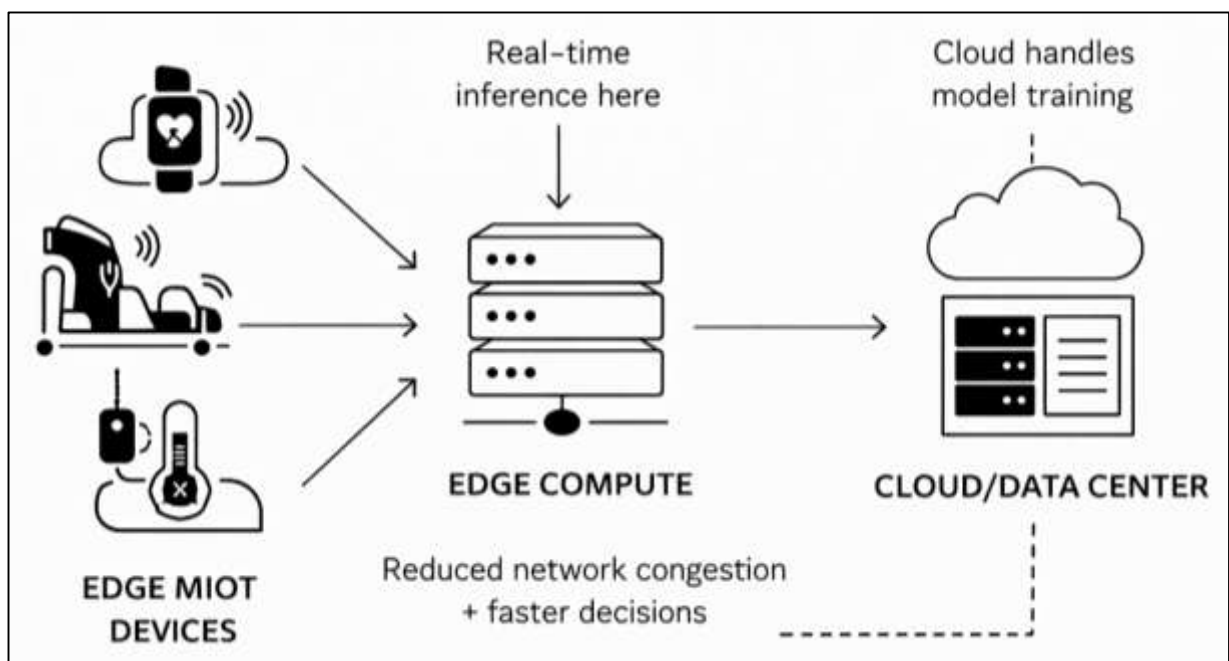 Real-time
inference here
Cloud handles
model training
EDGE MIOT
DEVICES
EDGE COMPUTE
CLOUD/DATA CENTER
Reduced network congestion
+ faster decisions